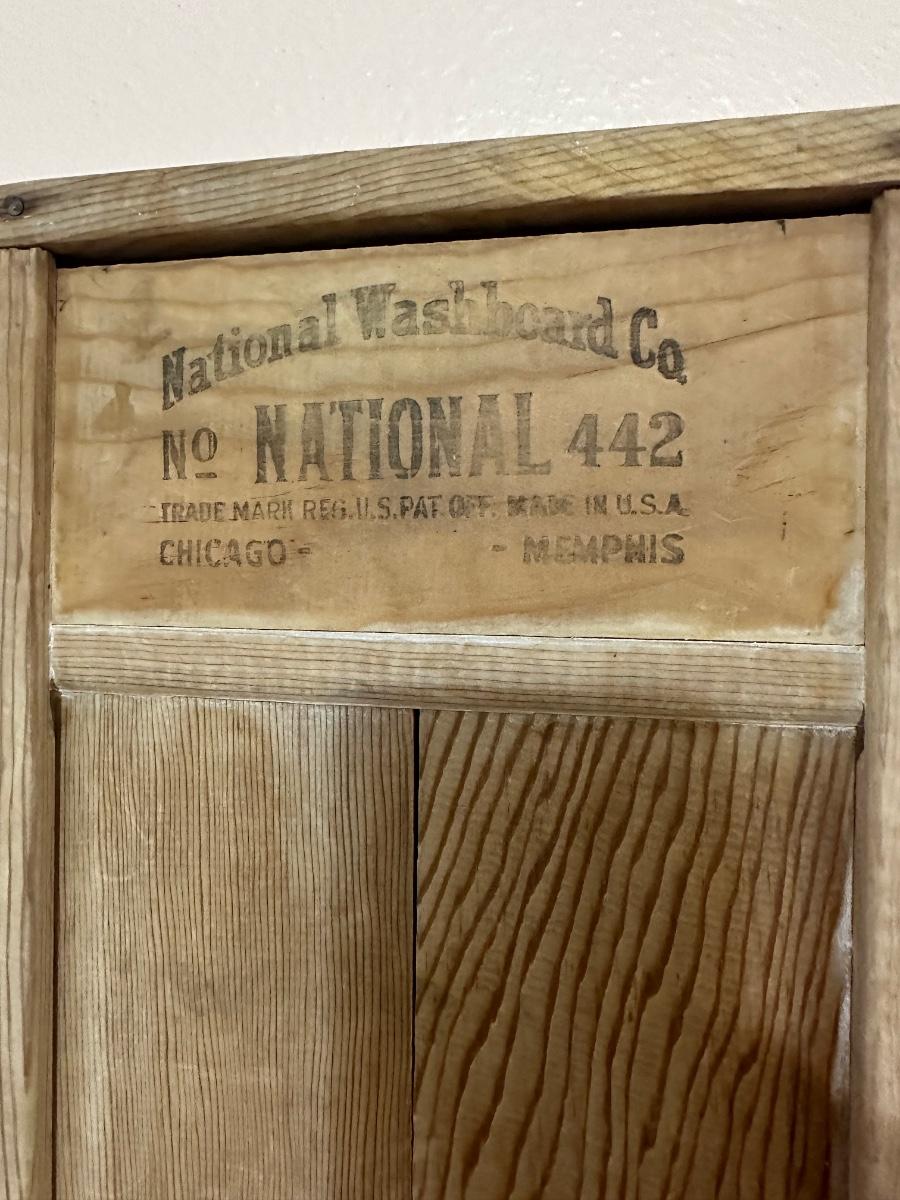 National Washboard Co.
No NATIONAL 442
TRADE MARK REG. U.S. PAT. OFF. MADE IN U.S.A.
CHICAGO - - MEMPHIS